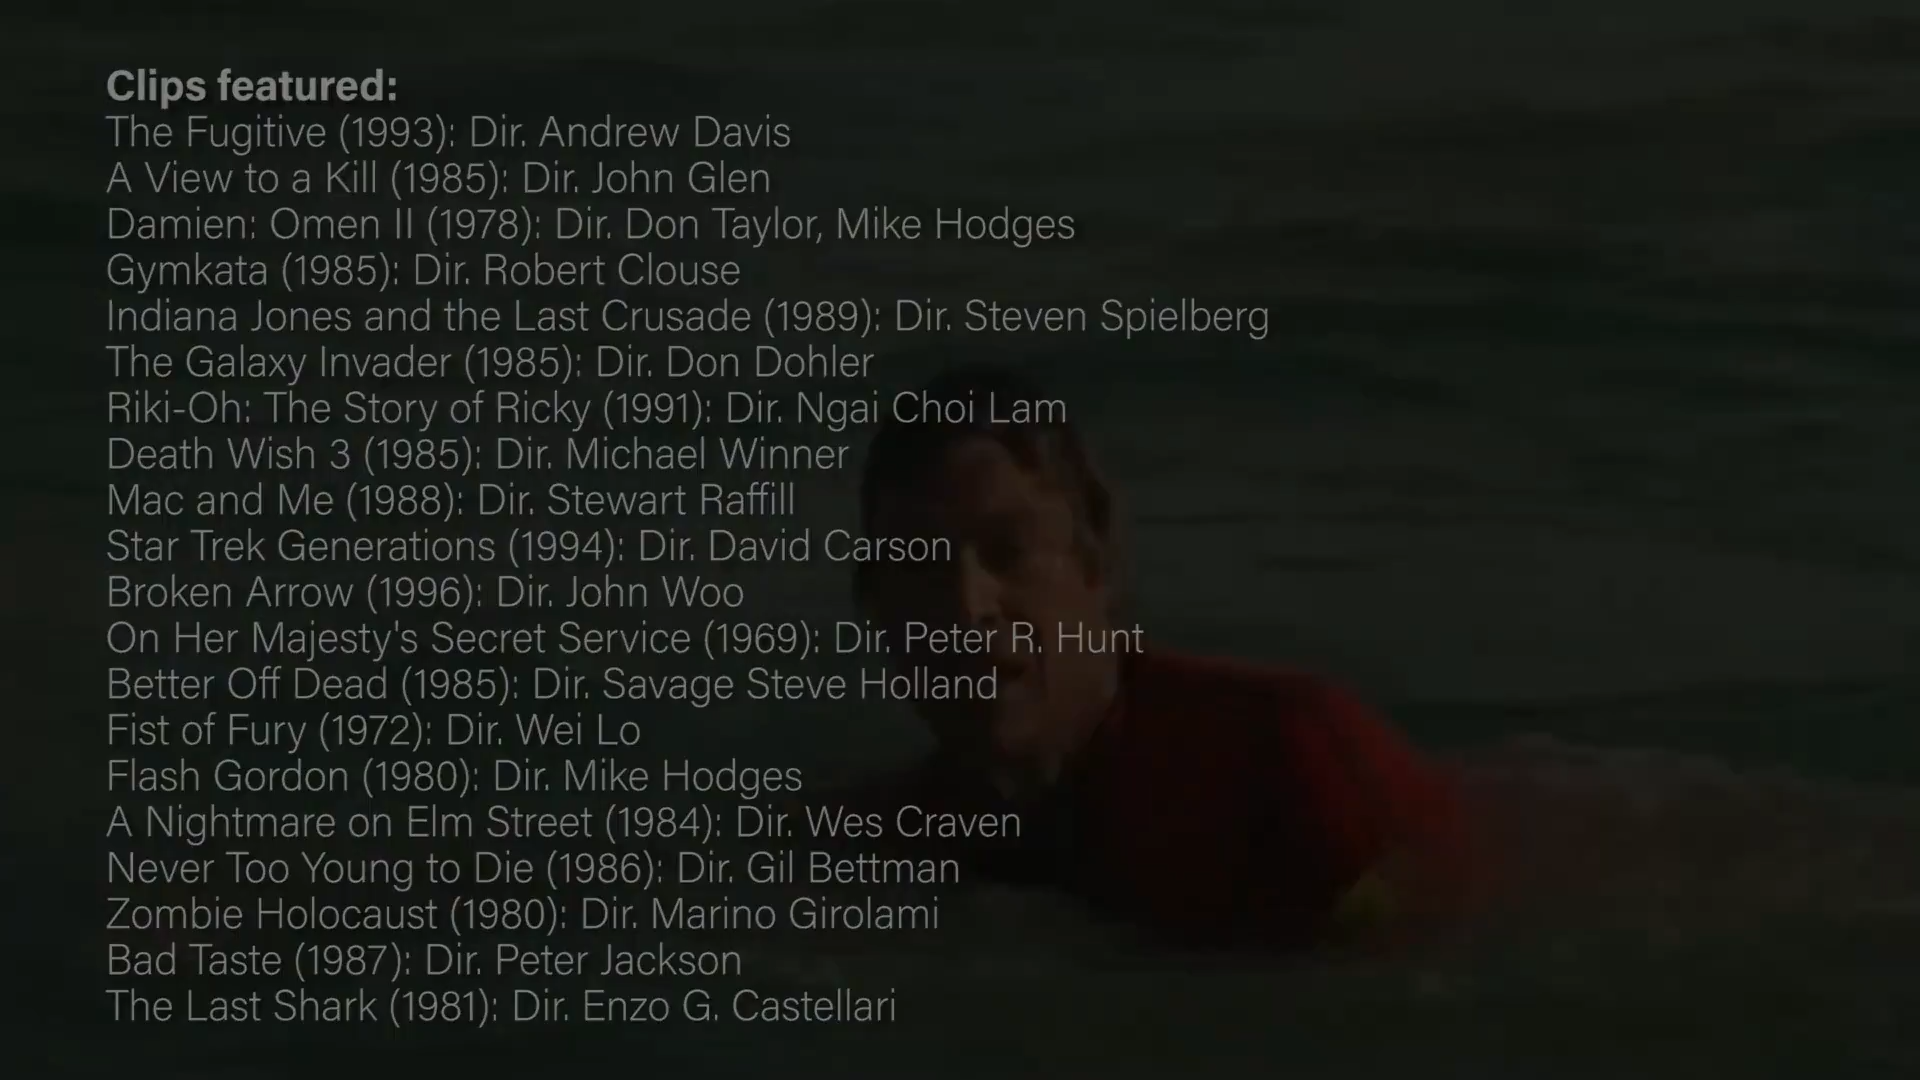 Clips featured:
The Fugitive (1993): Dir. Andrew Davis
A View to a Kill (1985): Dir. John Glen
Damien: Omen II (1978): Dir. Don Taylor, Mike Hodges
Gymkata (1985): Dir. Robert Clouse
Indiana Jones and the Last Crusade (1989): Dir. Steven Spielberg
The Galaxy Invader (1985): Dir. Don Dohler
Riki-Oh: The Story of Ricky (1991): Dir. Ngai Choi Lam
Death Wish 3 (1985): Dir. Michael Winner
Mac and Me (1988): Dir. Stewart Raffill
Star Trek Generations (1994): Dir. David Carson
Broken Arrow (1996): Dir. John Woo
On Her Majesty's Secret Service (1969): Dir. Peter R. Hunt
Better Off Dead (1985): Dir. Savage Steve Holland
Fist of Fury (1972): Dir. Wei Lo
Flash Gordon (1980): Dir. Mike Hodges
A Nightmare on Elm Street (1984): Dir. Wes Craven
Never Too Young to Die (1986): Dir. Gil Bettman
Zombie Holocaust (1980): Dir. Marino Girolami
Bad Taste (1987): Dir. Peter Jackson
The Last Shark (1981): Dir. Enzo G. Castellari